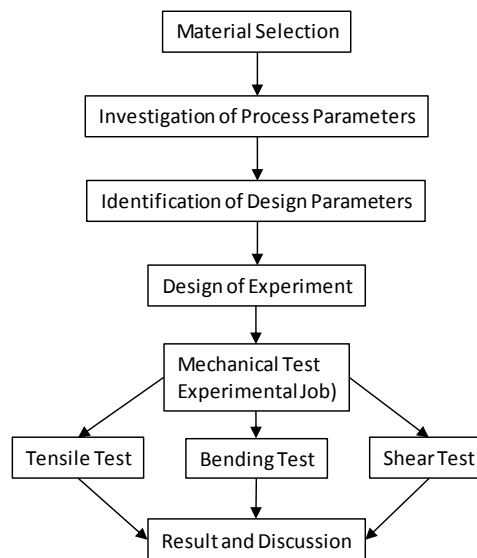 Material Selection
Investigation of Process Parameters
Identification of Design Parameters
Design of Experiment
Mechanical Test
Experimental Job)
Tensile Test
Bending Test
Shear Test
Result and Discussion